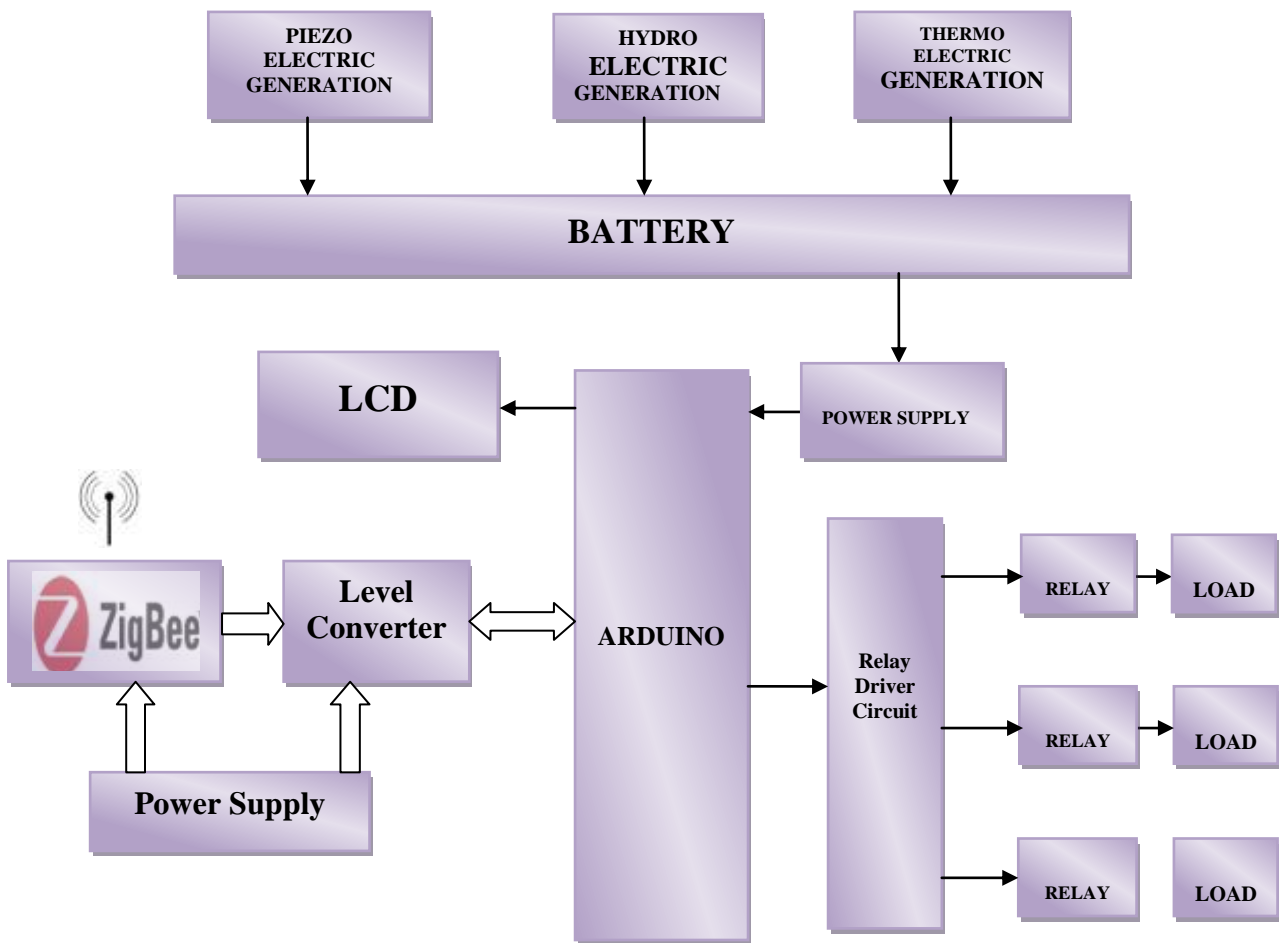 PIEZO
ELECTRIC
GENERATION
HYDRO
ELECTRIC
GENERATION
THERMO
ELECTRIC
GENERATION
BATTERY
LCD
POWER SUPPLY
ZigBee
Level
Converter
ARDUINO
Relay
Driver
Circuit
RELAY
LOAD
RELAY
LOAD
Power Supply
RELAY
LOAD